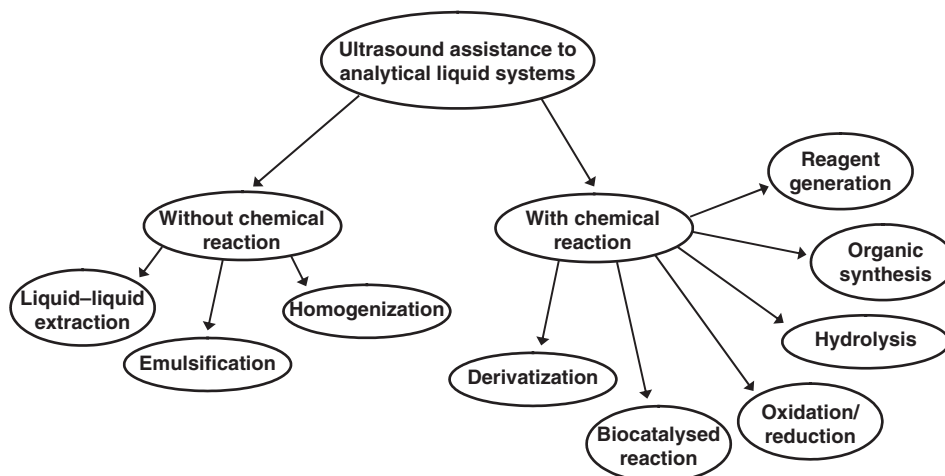 Ultrasound assistance to
analytical liquid systems
Without chemical
reaction
With chemical
reaction
Reagent
generation
Organic
synthesis
Liquid–liquid
extraction
Homogenization
Emulsification
Hydrolysis
Derivatization
Oxidation/
reduction
Biocatalysed
reaction